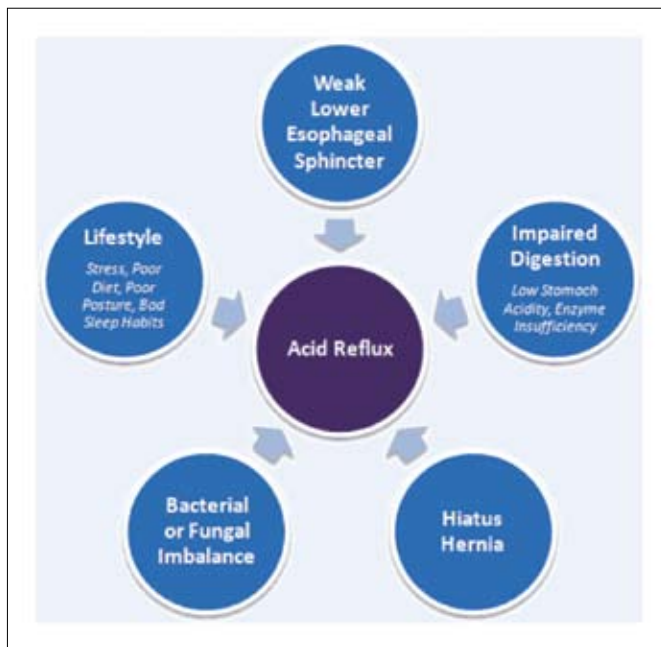 Weak
Lower
Esophageal
Sphincter
Lifestyle
Stress, Poor
Diet, Poor
Posture, Bad
Sleep Habits
Impaired
Digestion
Low Stomach
Acidity, Enzyme
Insufficiency
Acid Reflux
Bacterial
or Fungal
Imbalance
Hiatus
Hernia